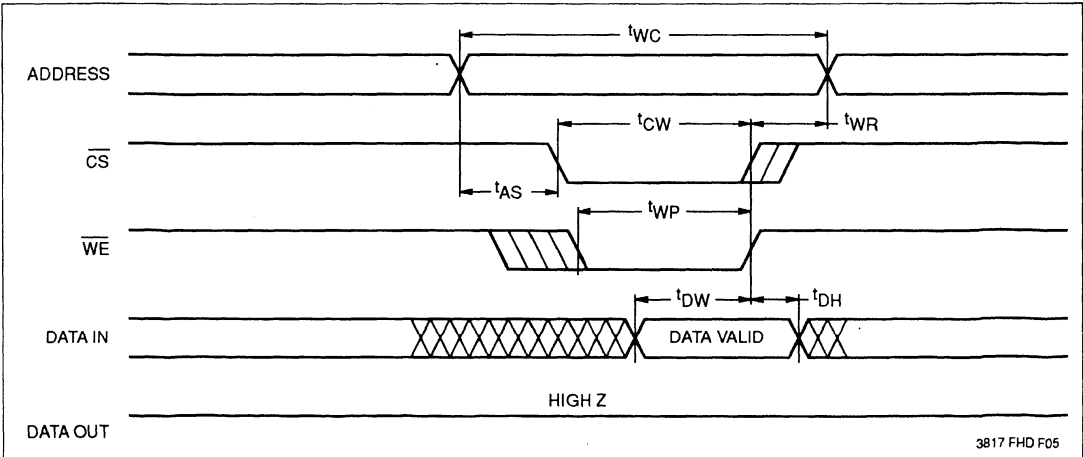 tWC
ADDRESS
tCW
tWR
CS
tAS
tWP
WE
tDW
tDH
DATA IN
DATA VALID
HIGH Z
DATA OUT
3817 FHD F05